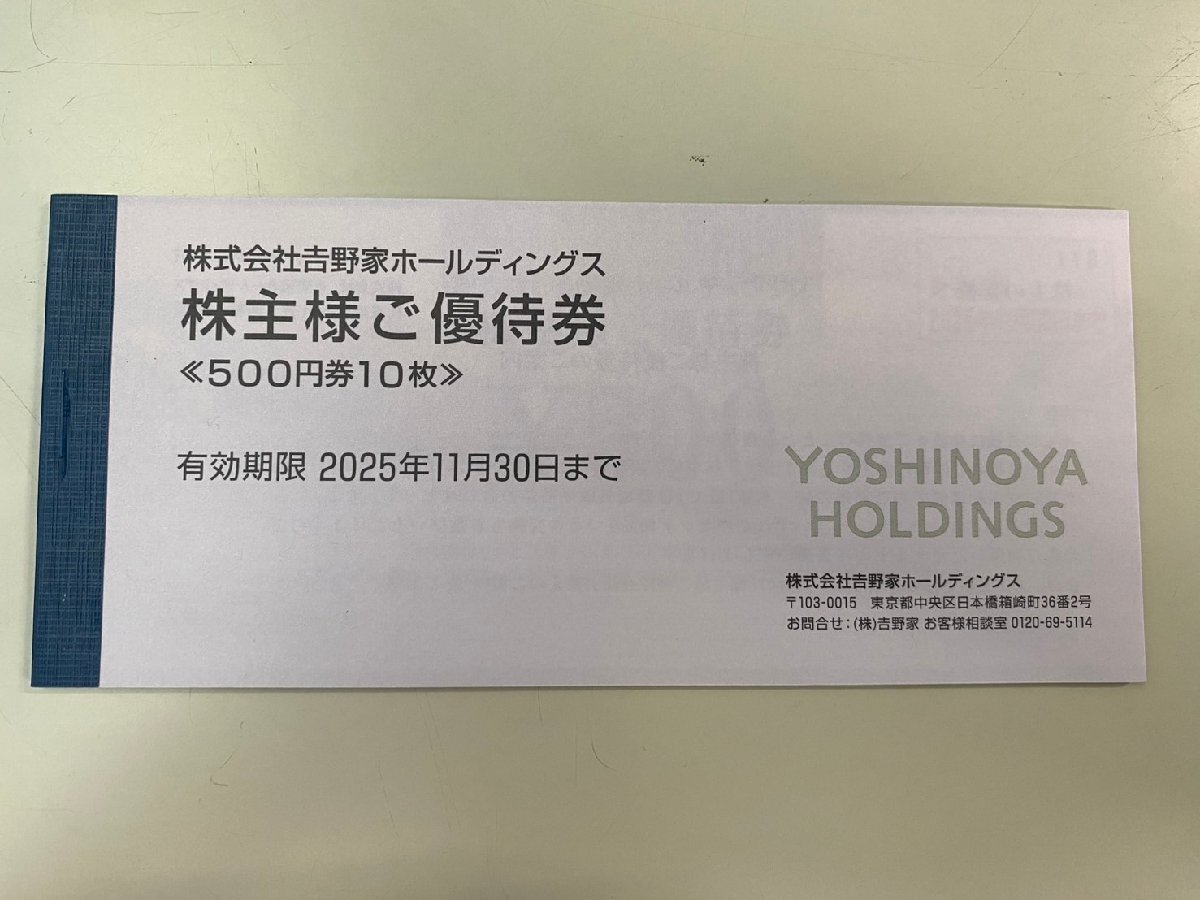 株式会社𠮷野家ホールディングス
株主様ご優待券
≪500円券10枚≫
有効期限 2025年11月30日まで
YOSHINOYA
HOLDINGS
株式会社𠮷野家ホールディングス
〒103-0015 東京都中央区日本橋箱崎町36番2号
お問合せ:(株)𠮷野家 お客様相談室 0120-69-5114